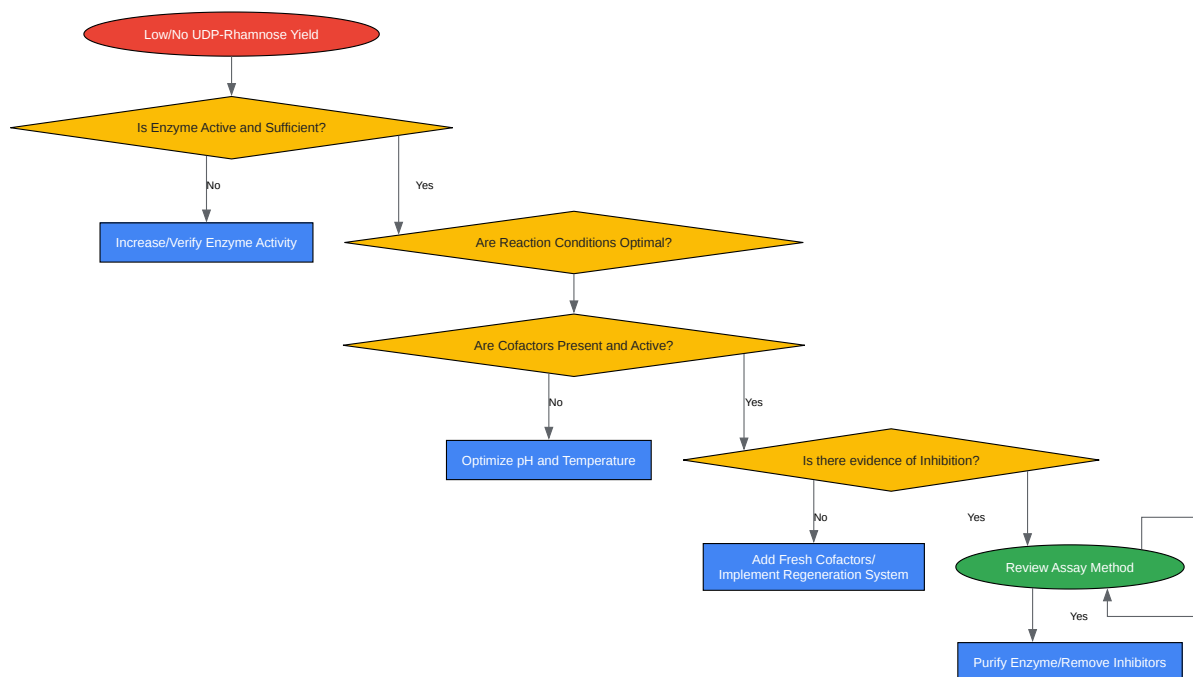 Low/No UDP-Rhamnose Yield
Is Enzyme Active and Sufficient?
No
Yes
Increase/Verify Enzyme Activity
Are Reaction Conditions Optimal?
Are Cofactors Present and Active?
No
Yes
Optimize pH and Temperature
Is there evidence of Inhibition?
No
Yes
Add Fresh Cofactors/
Implement Regeneration System
Review Assay Method
Yes
Purify Enzyme/Remove Inhibitors